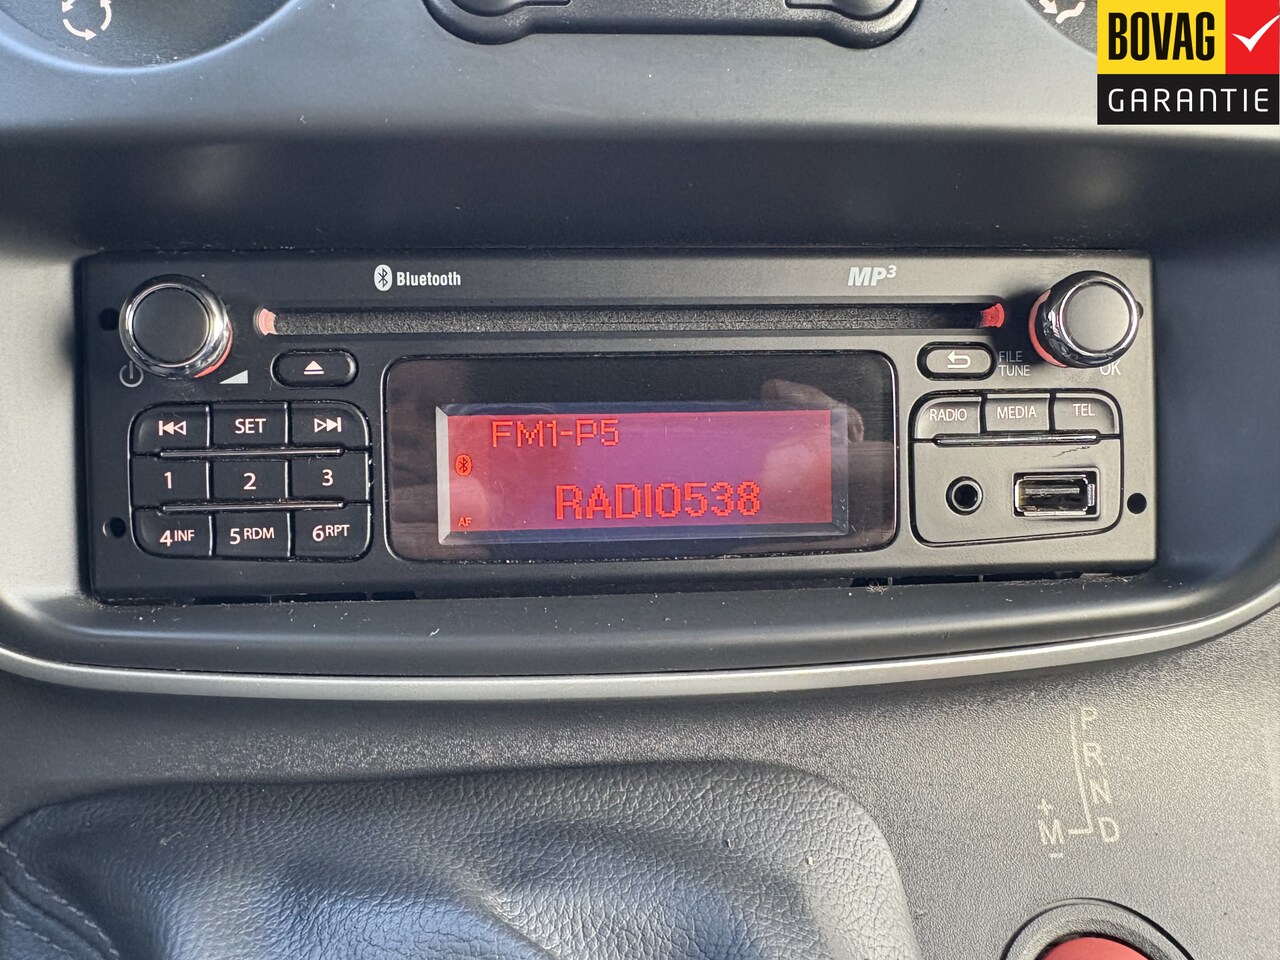 BOVAG
GARANTIE
Bluetooth
MP3
FILE
TUNE
OK
SET
1
2
3
4INF
5RDM
6RPT
FM1-P5
RADIO538
AF
RADIO
MEDIA
TEL
P
R
N
D
+
M
-